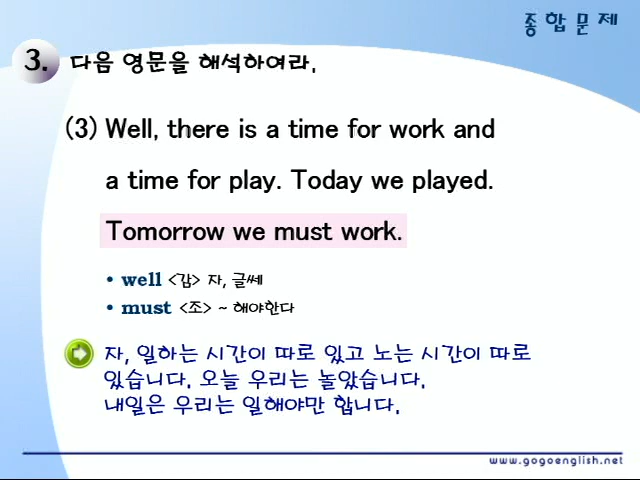 종합문제
3. 다음 영문을 해석하여라.
(3) Well, there is a time for work and
a time for play. Today we played.
Tomorrow we must work.
• well <감> 자, 글쎄
• must <조> ~ 해야한다
자, 일하는 시간이 따로 있고 노는 시간이 따로
있습니다. 오늘 우리는 놀았습니다.
내일은 우리는 일해야만 합니다.
www.gogoenglish.net